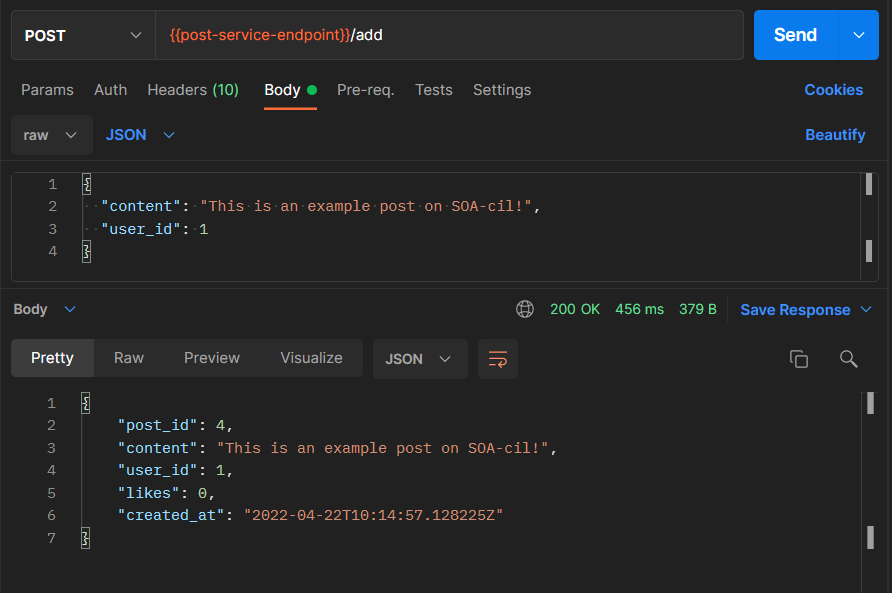 POST {{post-service-endpoint}}/add Send
Params Auth Headers (10) Body Pre-req. Tests Settings Cookies
raw JSON Beautify
1 {
2 "content": "This is an example post on SOA-cil!",
3 "user_id": 1
4 }
Body 200 OK 456 ms 379 B Save Response
Pretty Raw Preview Visualize JSON
1 {
2 "post_id": 4,
3 "content": "This is an example post on SOA-cil!",
4 "user_id": 1,
5 "likes": 0,
6 "created_at": "2022-04-22T10:14:57.128225Z"
7 }